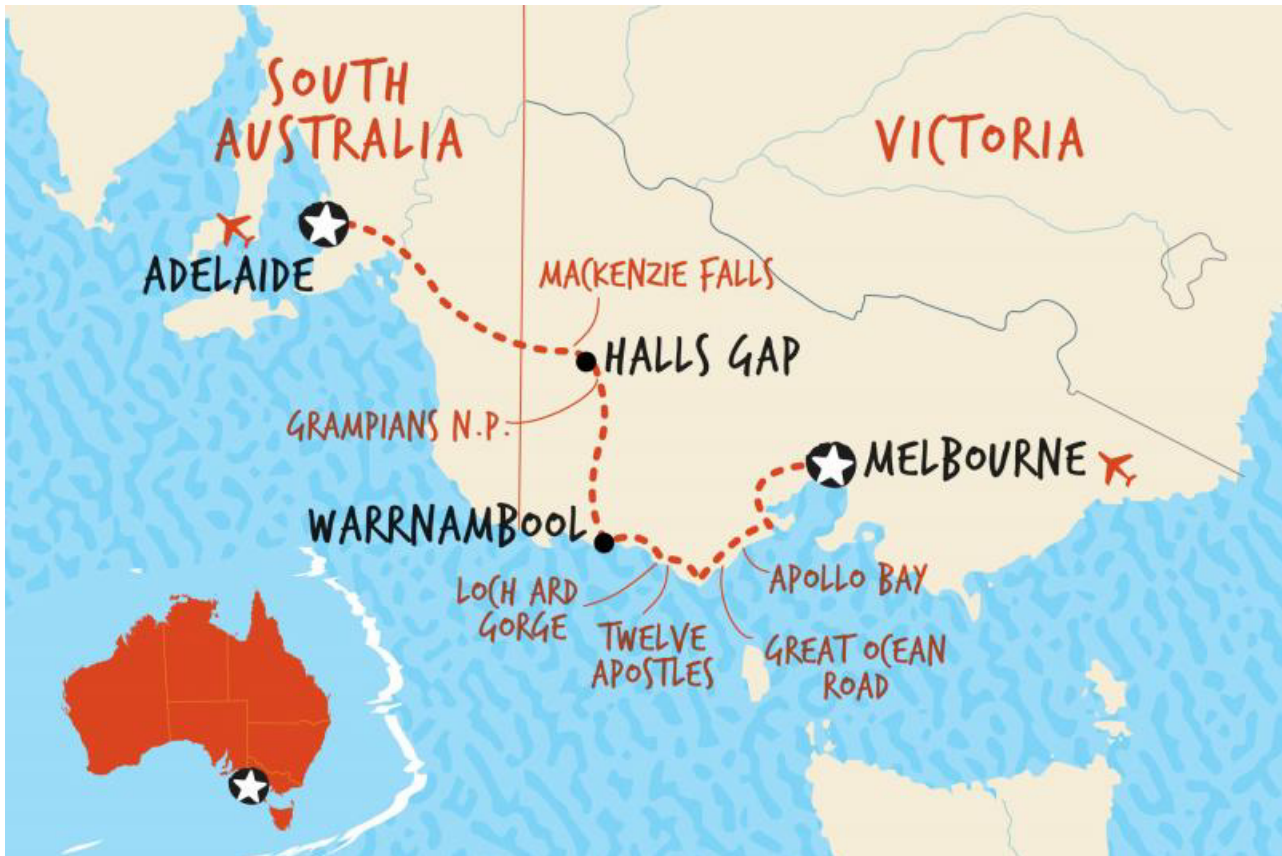 SOUTH
AUSTRALIA
VICTORIA
ADELAIDE
MACKENZIE FALLS
HALLS GAP
GRAMPIANS N.P.
MELBOURNE
WARRNAMBOOL
LOCH ARD
GORGE
TWELVE
APOSTLES
APOLLO BAY
GREAT OCEAN
ROAD